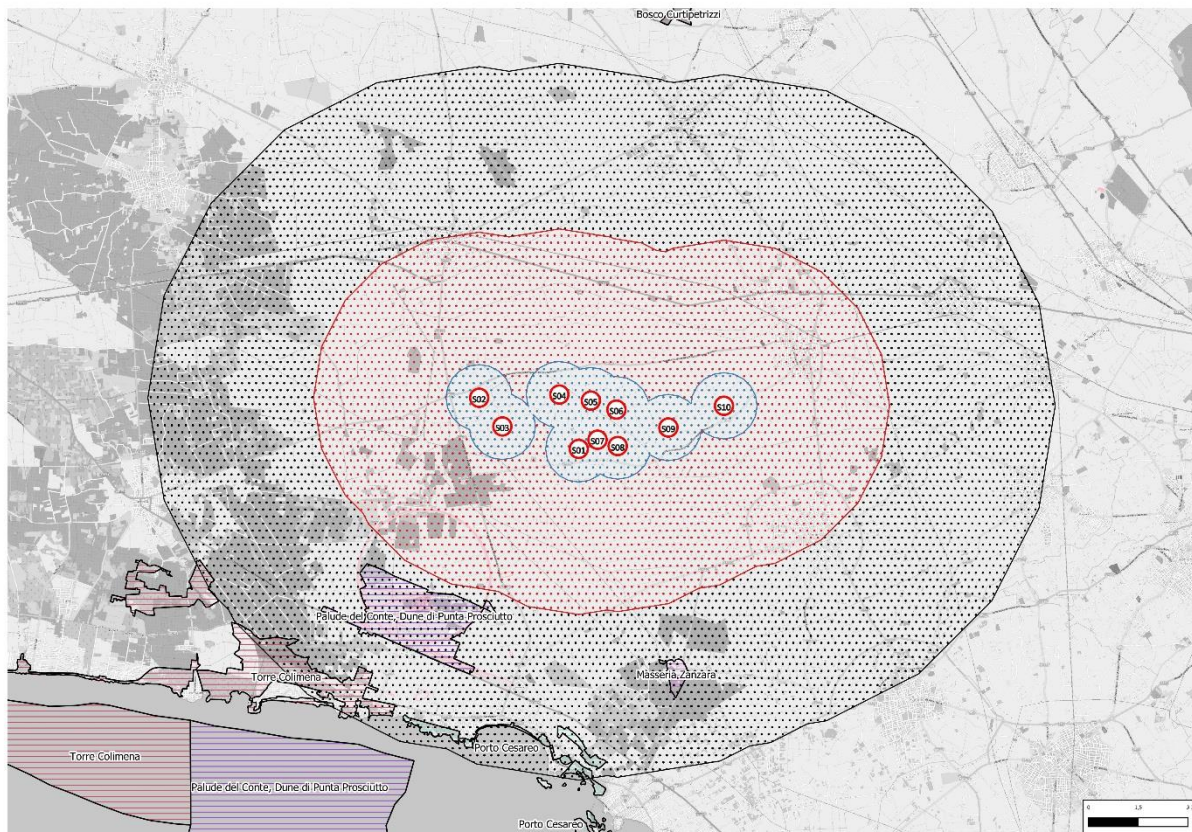 Bosco Curtipetrizzi
S02
S04
S05
S06
S10
S03
S09
S07
S08
S01
Palude del Conte, Dune di Punta Prosciutto
Torre Colimena
Masseria Zanzara
Porto Cesareo
Torre Colimena
Palude del Conte, Dune di Punta Prosciutto
Porto Cesareo
0
1,5